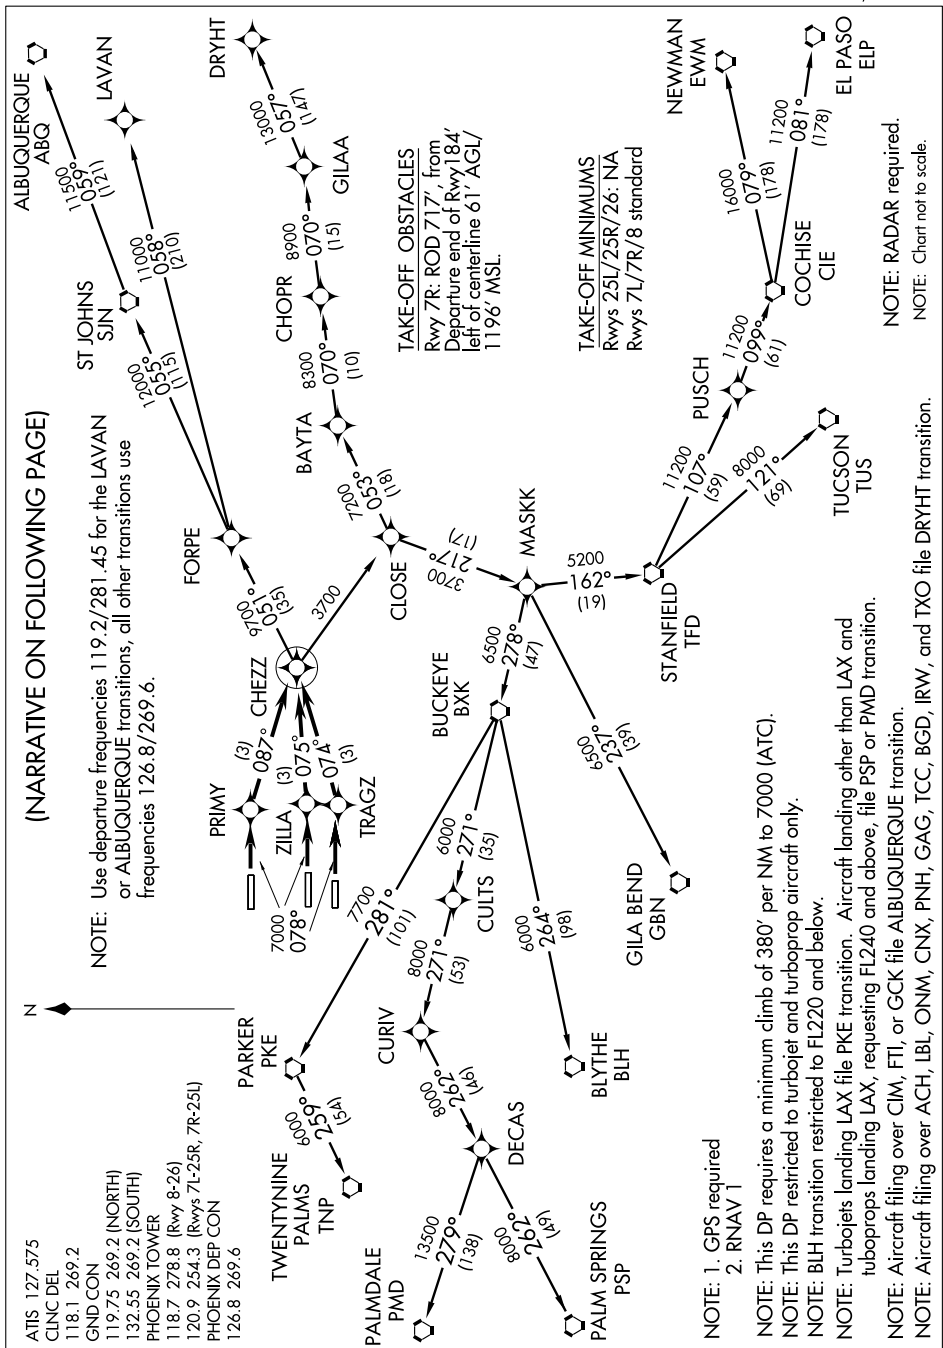 (NARRATIVE ON FOLLOWING PAGE)
ATIS 127.575
CLNC DEL
118.1 269.2
GND CON
119.75 269.2 (NORTH)
132.55 269.2 (SOUTH)
PHOENIX TOWER
118.7 278.8 (Rwy 8-26)
120.9 254.3 (Rwys 7L-25R, 7R-25L)
PHOENIX DEP CON
126.8 269.6
N
NOTE: Use departure frequencies 119.2/281.45 for the LAVAN
or ALBUQUERQUE transitions, all other transitions use
frequencies 126.8/269.6.
ALBUQUERQUE
ABQ
11500
059°
(121)
LAVAN
11000
058°
(210)
ST JOHNS
SJN
12000
055°
(115)
FORPE
9700
051°
(35)
DRYHT
13000
057°
(147)
GILAA
8900
070°
(15)
CHOPR
8300
070°
(10)
BAYTA
7200
053°
(18)
CHEZZ
3700
CLOSE
PRIMY
(3)
087°
ZILLA
(3)
075°
TRAGZ
074°
(3)
7000
078°
3700
217°
(17)
MASKK
TAKE-OFF OBSTACLES
Rwy 7R: ROD 717', from
Departure end of Rwy 184'
left of centerline 61' AGL/
1196' MSL.
TAKE-OFF MINIMUMS
Rwys 25L/25R/26: NA
Rwys 7L/7R/8 standard
PARKER
PKE
7700
281°
(101)
6000
259°
(54)
TWENTYNINE
PALMS
TNP
BUCKEYE
BXK
6500
278°
(47)
6000
271°
(35)
CULTS
8000
271°
(53)
CURIV
8000
262°
(46)
DECAS
13500
279°
(138)
PALMDALE
PMD
8000
262°
(49)
PALM SPRINGS
PSP
6000
264°
(98)
BLYTHE
BLH
6500
237°
(39)
GILA BEND
GBN
5200
162°
(19)
STANFIELD
TFD
11200
107°
(59)
PUSCH
8000
121°
(69)
TUCSON
TUS
11200
099°
(61)
COCHISE
CIE
16000
079°
(178)
NEWMAN
EWM
11200
081°
(178)
EL PASO
ELP
NOTE: RADAR required.
NOTE: Chart not to scale.
NOTE: 1. GPS required
2. RNAV 1
NOTE: This DP requires a minimum climb of 380' per NM to 7000 (ATC).
NOTE: This DP restricted to turbojet and turboprop aircraft only.
NOTE: BLH transition restricted to FL220 and below.
NOTE: Turbojets landing LAX file PKE transition. Aircraft landing other than LAX and
tuboprops landing LAX, requesting FL240 and above, file PSP or PMD transition.
NOTE: Aircraft filing over CIM, FTI, or GCK file ALBUQUERQUE transition.
NOTE: Aircraft filing over ACH, LBL, ONM, CNX, PNH, GAG, TCC, BGD, IRW, and TXO file DRYHT transition.